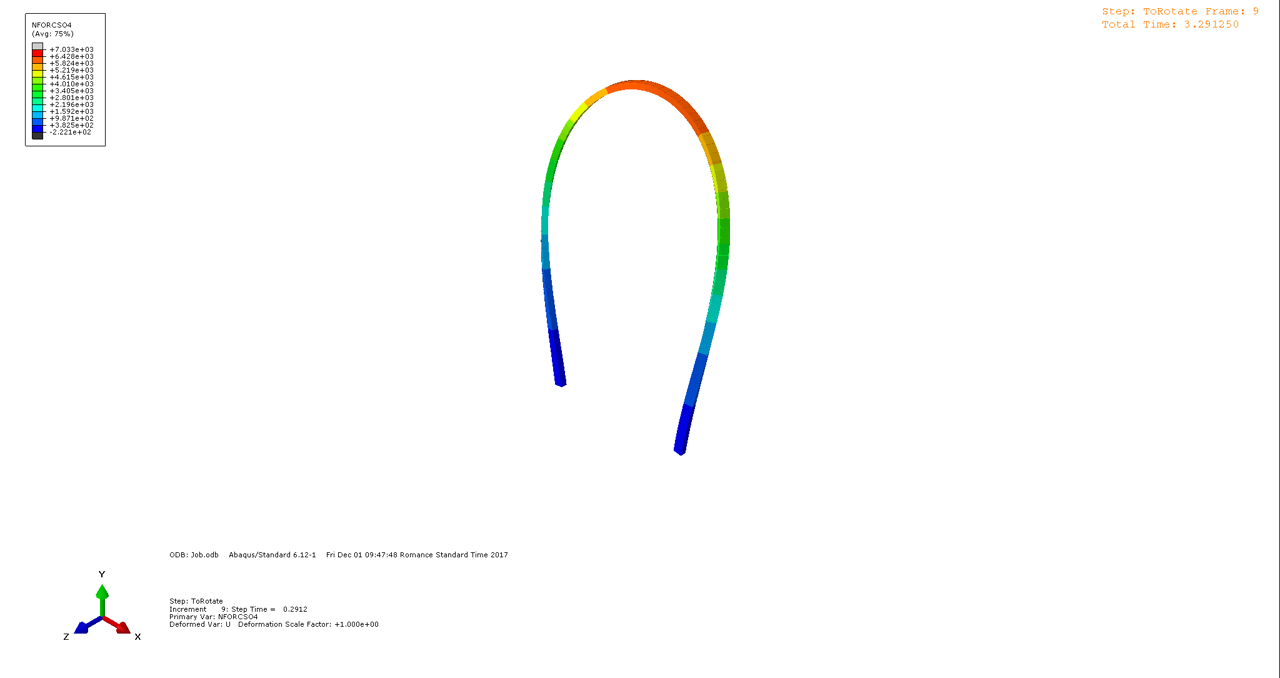 Step: ToRotate Frame: 9
Total Time: 3.291250
NFORCSO4
(Avg: 75%)
+7.033e+03
+6.428e+03
+5.824e+03
+5.219e+03
+4.615e+03
+4.010e+03
+3.405e+03
+2.801e+03
+2.196e+03
+1.592e+03
+9.871e+02
+3.825e+02
-2.221e+02
ODB: Job.odb Abaqus/Standard 6.12-1 Fri Dec 01 09:47:48 Romance Standard Time 2017
Y
Z
X
Step: ToRotate
Increment 9: Step Time = 0.2912
Primary Var: NFORCSO4
Deformed Var: U Deformation Scale Factor: +1.000e+00